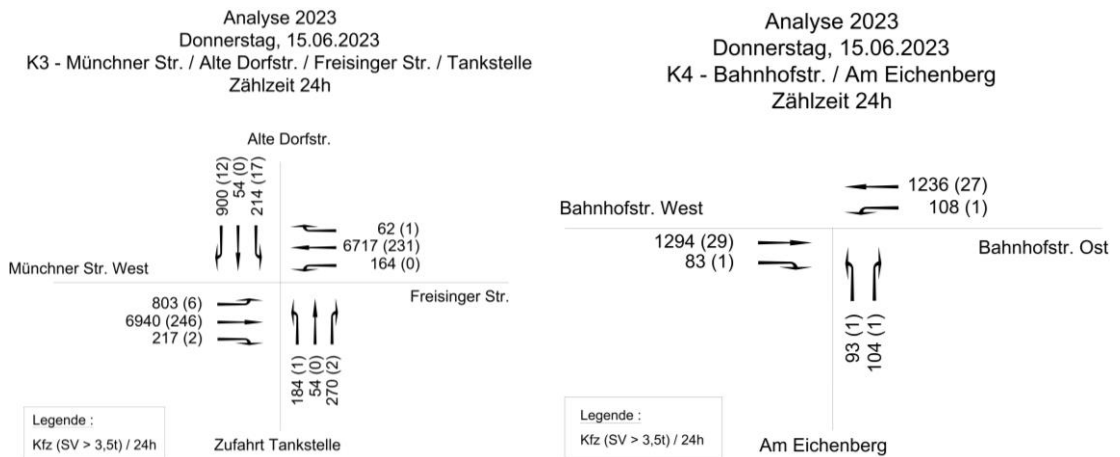 Analyse 2023
Donnerstag, 15.06.2023
K3 - Münchner Str. / Alte Dorfstr. / Freisinger Str. / Tankstelle
Zählzeit 24h
Alte Dorfstr.
900 (12)
54 (0)
214 (17)
62 (1)
6717 (231)
164 (0)
Münchner Str. West
Freisinger Str.
803 (6)
6940 (246)
217 (2)
184 (1)
54 (0)
270 (2)
Legende :
Kfz (SV > 3,5t) / 24h
Zufahrt Tankstelle
Analyse 2023
Donnerstag, 15.06.2023
K4 - Bahnhofstr. / Am Eichenberg
Zählzeit 24h
1236 (27)
108 (1)
Bahnhofstr. West
Bahnhofstr. Ost
1294 (29)
83 (1)
93 (1)
104 (1)
Legende :
Kfz (SV > 3,5t) / 24h
Am Eichenberg